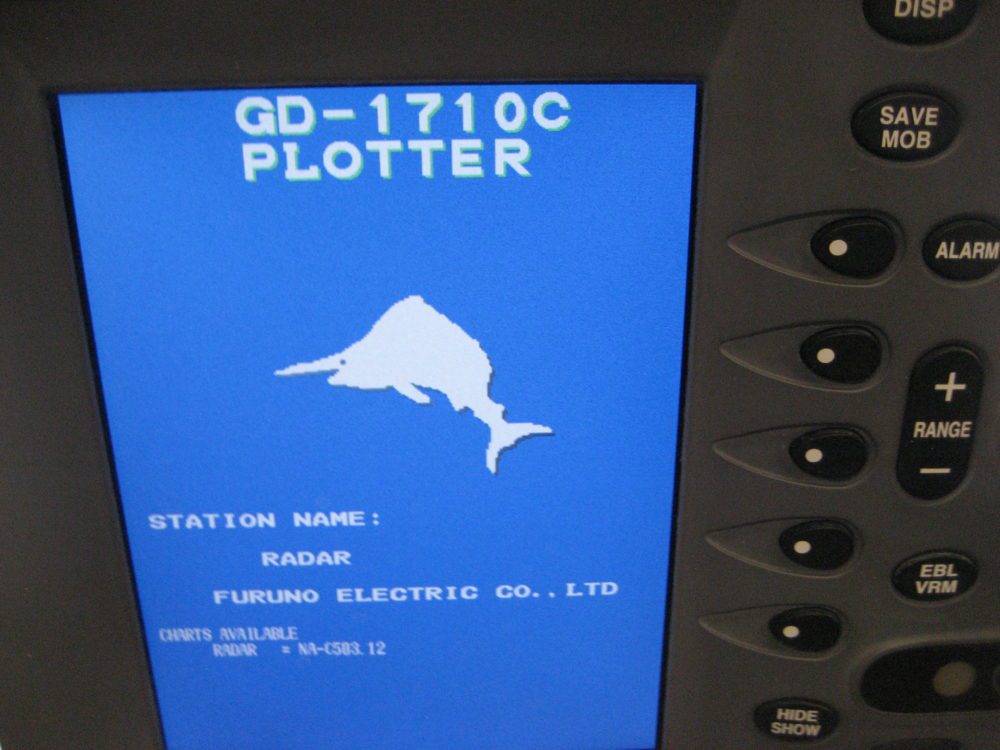 GD-1710C
PLOTTER
STATION NAME:
RADAR
FURUNO ELECTRIC CO.,LTD
CHARTS AVAILABLE
RADAR = NA-C503.12
DISP
SAVE
MOB
ALARM
+
RANGE
−
EBL
VRM
HIDE
SHOW